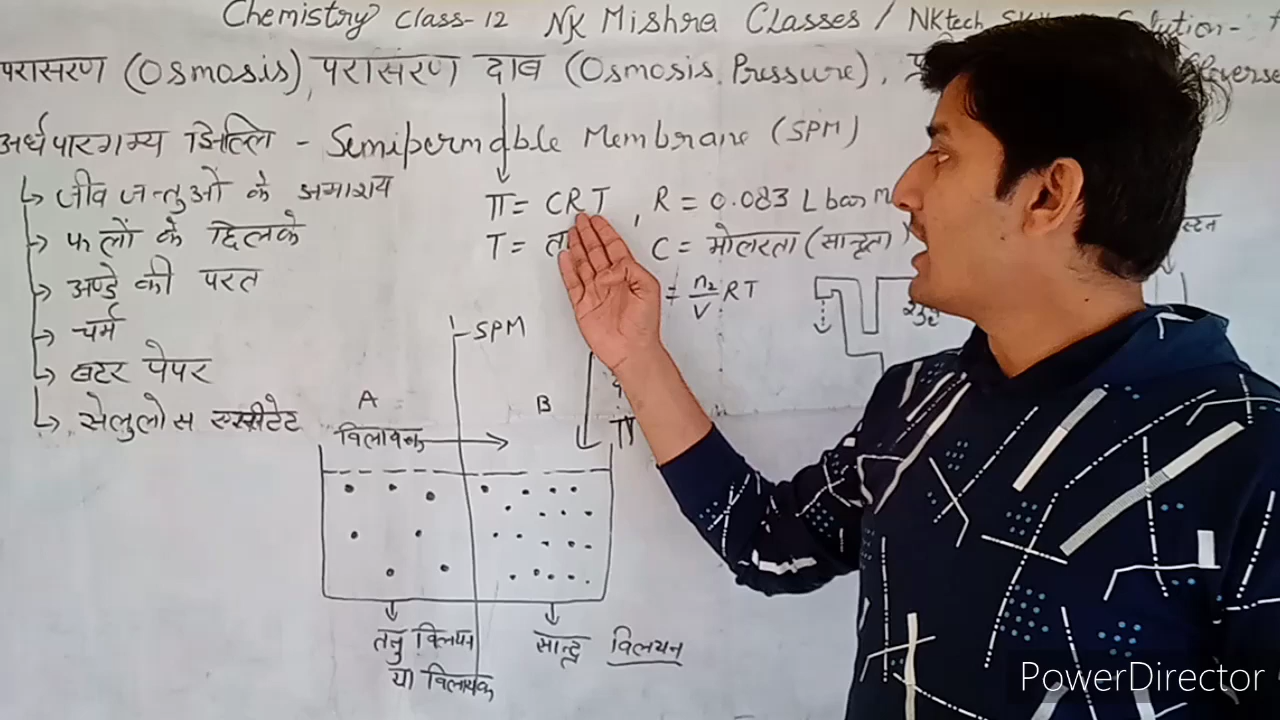 Chemistry Class-12 NK Mishra Classes / NKtech
परासरण (Osmosis), परासरण दाब (Osmosis Pressure),
अर्धपारगम्य झिल्लि - Semipermable Membrane (SPM)
जीव जन्तुओं के अमाशय
फलों के छिलके
अण्डे की परत
चर्म
बटर पेपर
सेलुलोस एसीटेट
π = CRT, R = 0.083 L bar
T =
C = मोलरता (सान्द्रता)
= n₂/V RT
SPM
A
B
विलायक
π
तनु विलयन
या विलायक
सान्द्र विलयन
PowerDirector